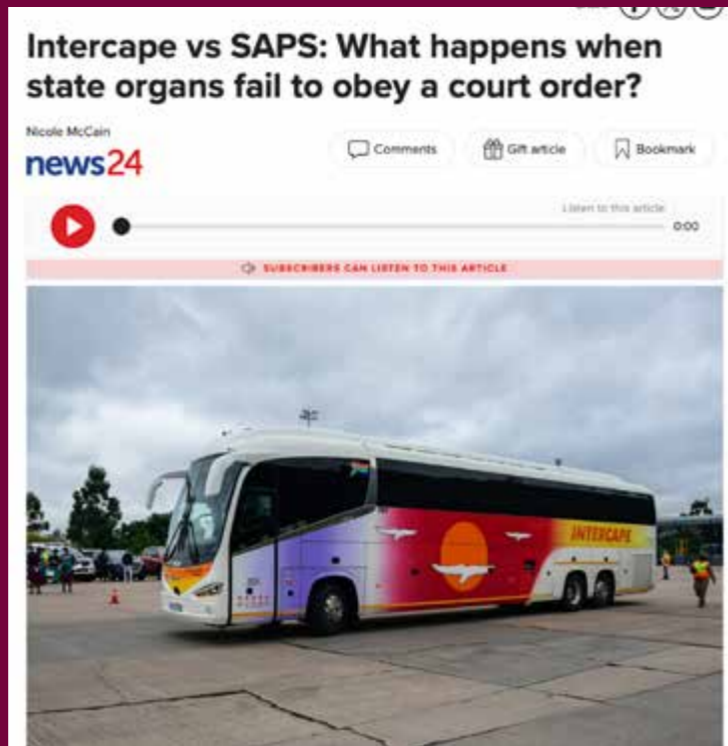 Intercape vs SAPS: What happens when
state organs fail to obey a court order?
Nicole McCain
news24
Comments
Gift article
Bookmark
Listen to this article
0:00
SUBSCRIBERS CAN LISTEN TO THIS ARTICLE
INTERCAPE